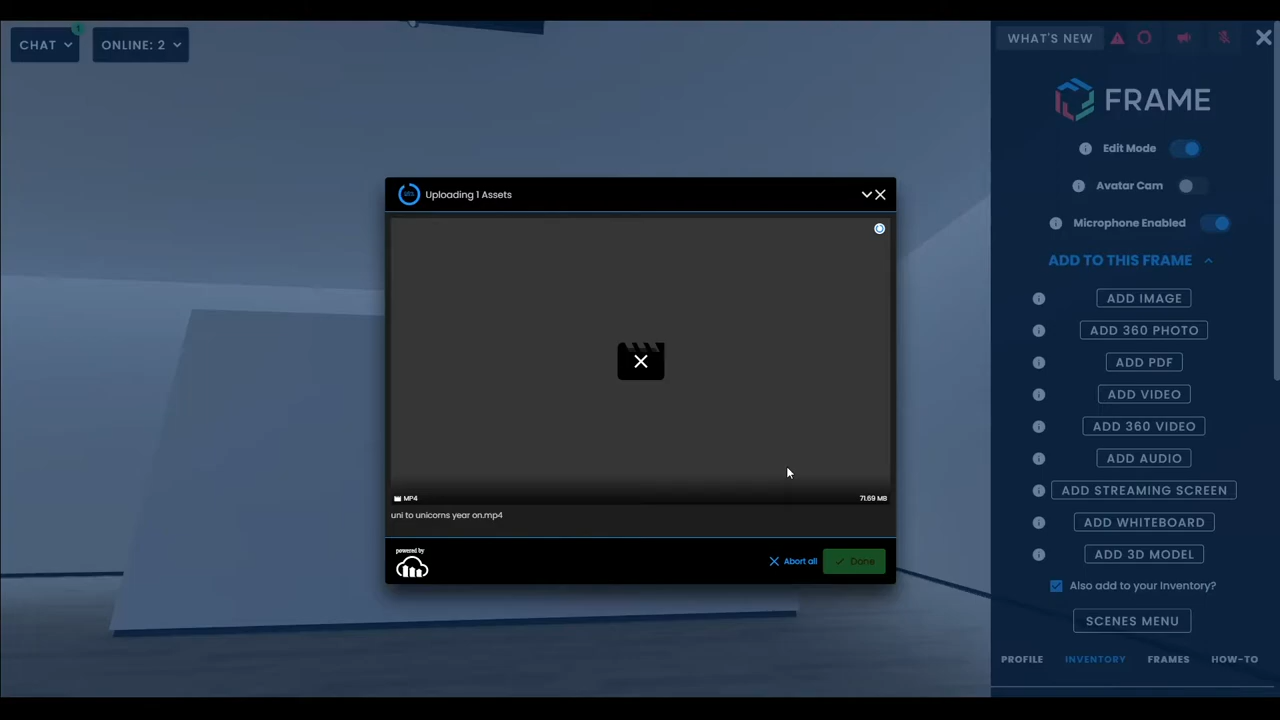 CHAT
1
ONLINE: 2
WHAT'S NEW
FRAME
Edit Mode
Avatar Cam
Microphone Enabled
ADD TO THIS FRAME
ADD IMAGE
ADD 360 PHOTO
ADD PDF
ADD VIDEO
ADD 360 VIDEO
ADD AUDIO
ADD STREAMING SCREEN
ADD WHITEBOARD
ADD 3D MODEL
Also add to your Inventory?
SCENES MENU
PROFILE INVENTORY FRAMES HOW-TO
Uploading 1 Assets
MP4 71.69 MB
uni to unicorns year on.mp4
powered by
Abort all Done